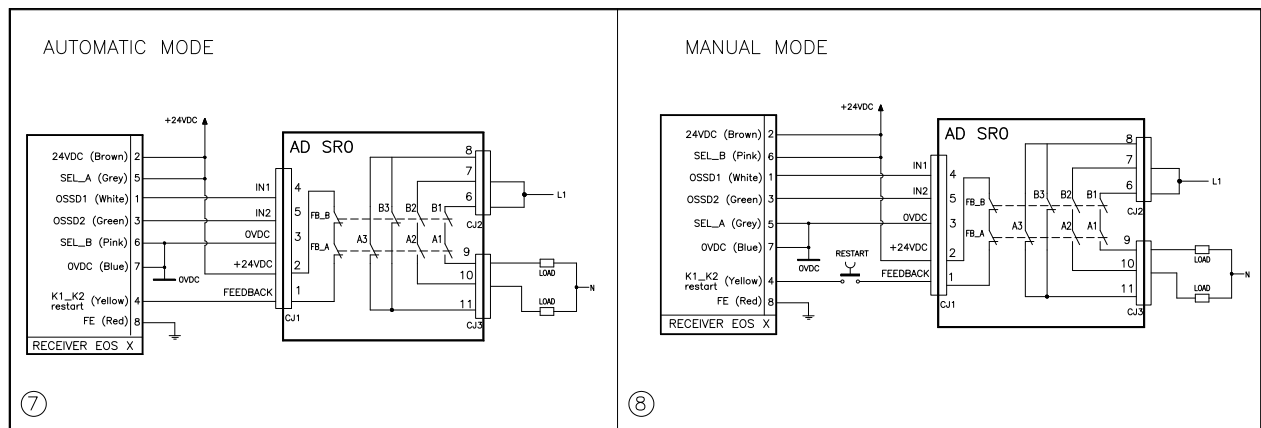 AUTOMATIC MODE
+24VDC
24VDC (Brown) 2
SEL_A (Grey) 5
OSSD1 (White) 1
OSSD2 (Green) 3
SEL_B (Pink) 6
0VDC (Blue) 7
K1_K2 restart (Yellow) 4
FE (Red) 8
RECEIVER EOS X
0VDC
IN1
IN2
0VDC
+24VDC
FEEDBACK
AD SR0
4
5
3
2
1
CJ1
FB_B
FB_A
B3
B2
B1
A3
A2
A1
8
7
6
CJ2
9
10
11
CJ3
L1
LOAD
LOAD
N
7
MANUAL MODE
+24VDC
24VDC (Brown) 2
SEL_B (Pink) 6
OSSD1 (White) 1
OSSD2 (Green) 3
SEL_A (Grey) 5
0VDC (Blue) 7
K1_K2 restart (Yellow) 4
FE (Red) 8
RECEIVER EOS X
0VDC
RESTART
IN1
IN2
0VDC
+24VDC
FEEDBACK
AD SR0
4
5
3
2
1
CJ1
FB_B
FB_A
B3
B2
B1
A3
A2
A1
8
7
6
CJ2
9
10
11
CJ3
L1
LOAD
LOAD
N
8